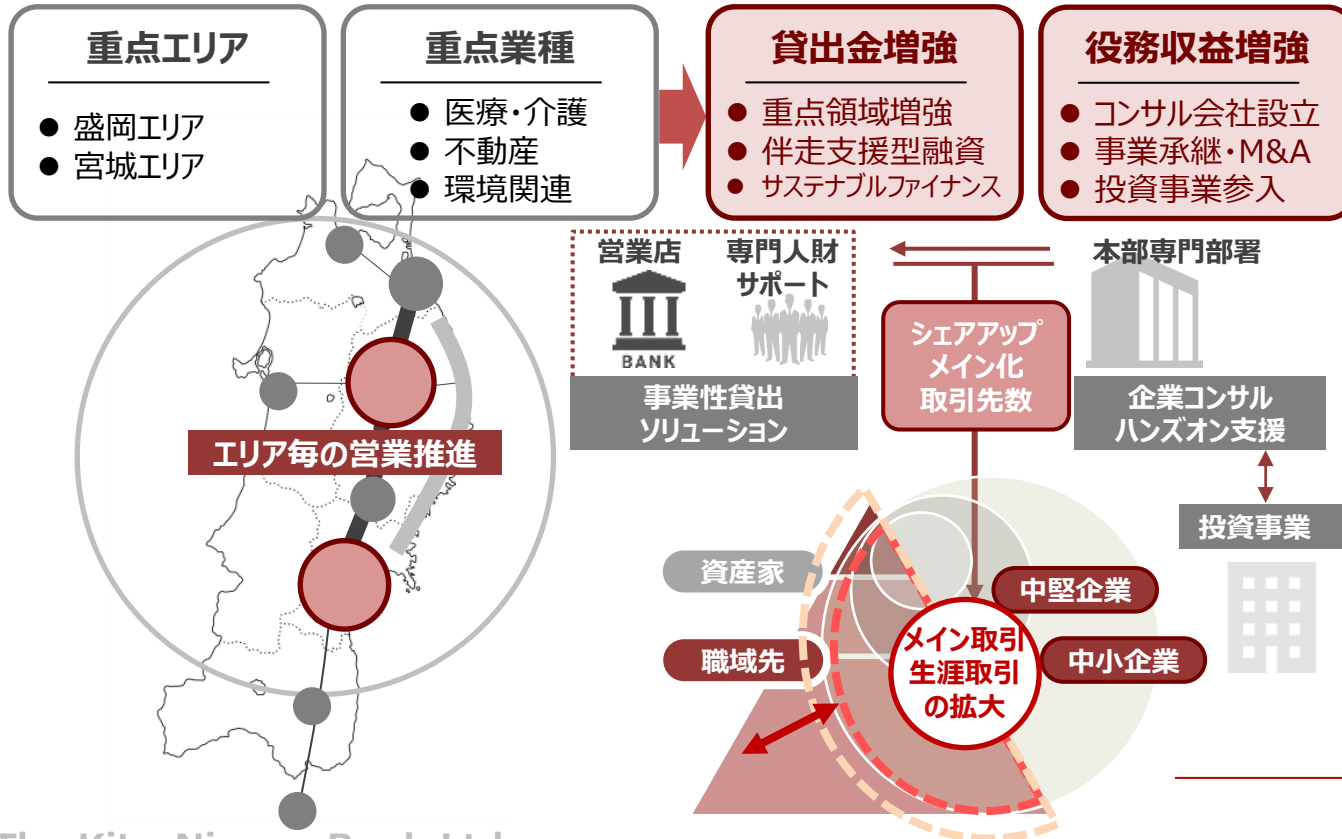 重点エリア
● 盛岡エリア
● 宮城エリア
重点業種
● 医療・介護
● 不動産
● 環境関連
貸出金増強
● 重点領域増強
● 伴走支援型融資
● サステナブルファイナンス
役務収益増強
● コンサル会社設立
● 事業承継・M&A
● 投資事業参入
エリア毎の営業推進
営業店
BANK
専門人財
サポート
事業性貸出
ソリューション
シェアアップ
メイン化
取引先数
本部専門部署
企業コンサル
ハンズオン支援
投資事業
資産家
職域先
中堅企業
中小企業
メイン取引
生涯取引
の拡大